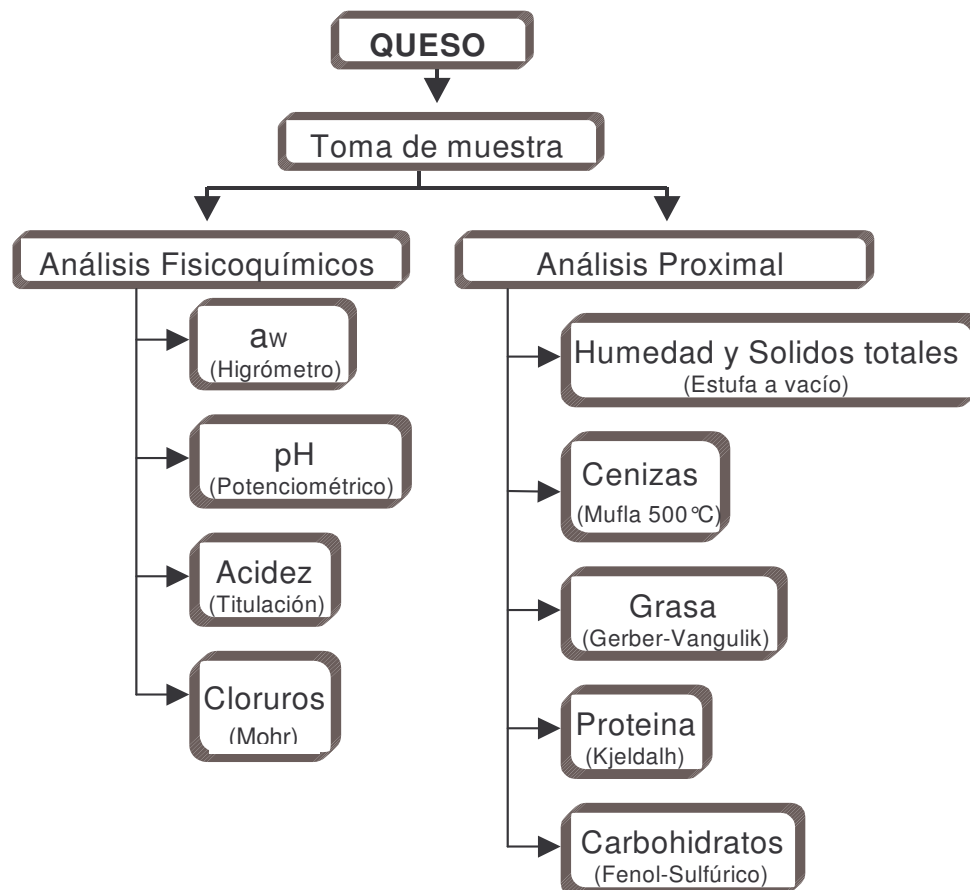 QUESO
Toma de muestra
Análisis Fisicoquímicos
aw
(Higrómetro)
pH
(Potenciométrico)
Acidez
(Titulación)
Cloruros
(Mohr)
Análisis Proximal
Humedad y Solidos totales
(Estufa a vacío)
Cenizas
(Mufla 500°C)
Grasa
(Gerber-Vangulik)
Proteina
(Kjeldalh)
Carbohidratos
(Fenol-Sulfúrico)